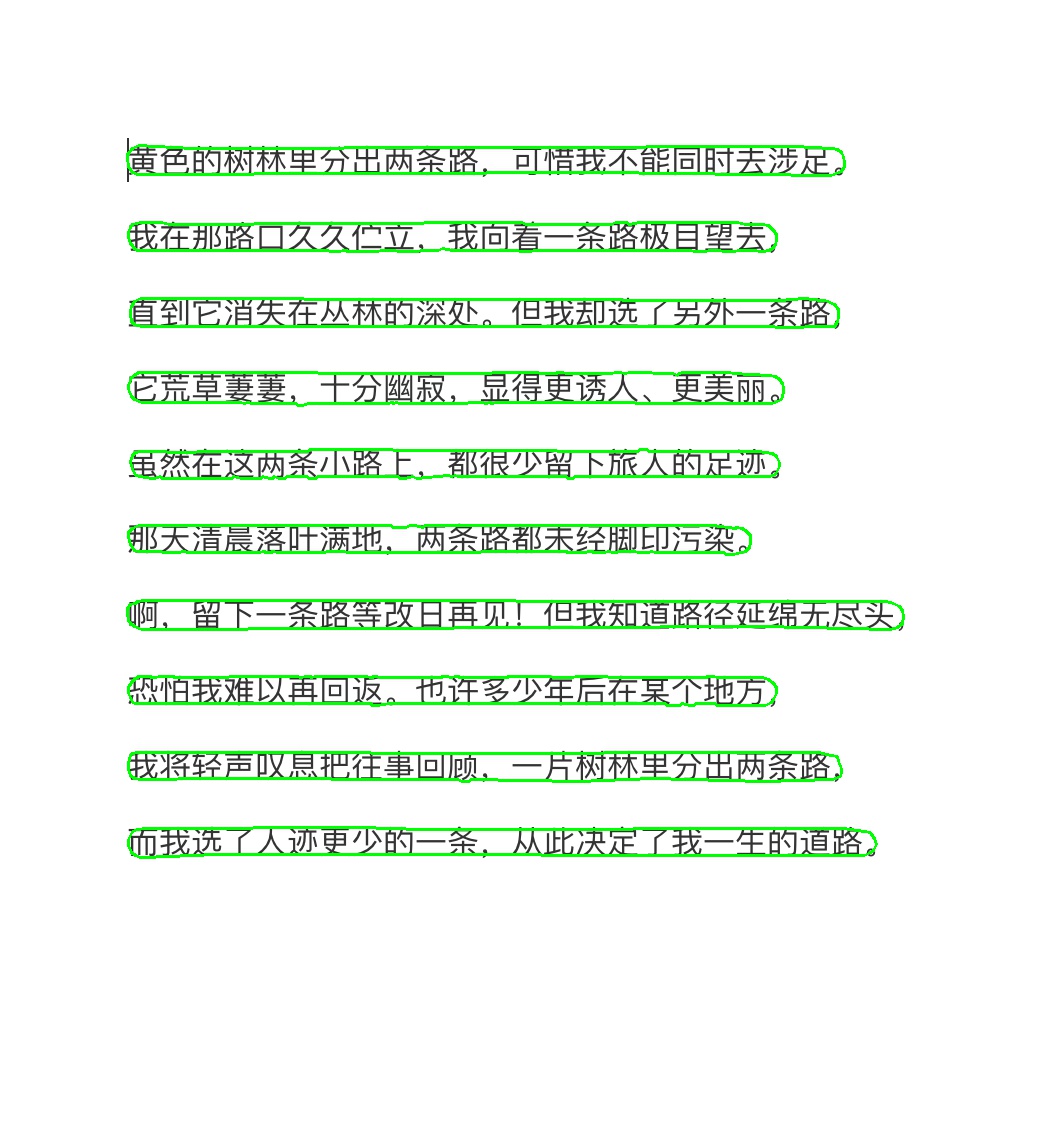 黄色的树林里分出两条路，可惜我不能同时去涉足。
我在那路口久久伫立，我向着一条路极目望去，
直到它消失在丛林的深处。但我却选了另外一条路，
它荒草萋萋，十分幽寂，显得更诱人、更美丽。
虽然在这两条小路上，都很少留下旅人的足迹。
那天清晨落叶满地，两条路都未经脚印污染。
啊，留下一条路等改日再见！但我知道路径延绵无尽头，
恐怕我难以再回返。也许多少年后在某个地方，
我将轻声叹息把往事回顾，一片树林里分出两条路，
而我选了人迹更少的一条，从此决定了我一生的道路。